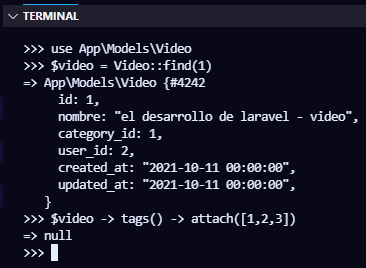 TERMINAL
>>> use App\Models\Video
>>> $video = Video::find(1)
=> App\Models\Video {#4242
id: 1,
nombre: "el desarrollo de laravel - video",
category_id: 1,
user_id: 2,
created_at: "2021-10-11 00:00:00",
updated_at: "2021-10-11 00:00:00",
}
>>> $video -> tags() -> attach([1,2,3])
=> null
>>>